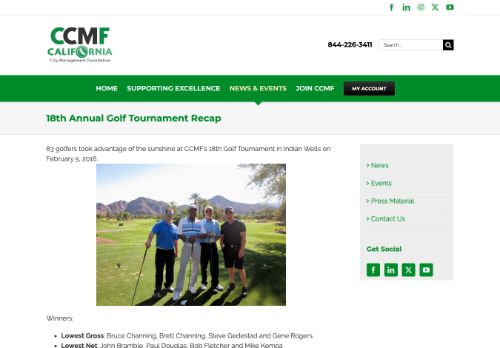 CCMF
CALIFORNIA
City Management Foundation
844-226-3411
Search...
HOME
SUPPORTING EXCELLENCE
NEWS & EVENTS
JOIN CCMF
MY ACCOUNT
18th Annual Golf Tournament Recap
83 golfers took advantage of the sunshine at CCMF's 18th Golf Tournament in Indian Wells on
February 5, 2016.
Winners:
Lowest Gross: Bruce Channing, Brett Channing, Steve Gedestad and Gene Rogers
Lowest Net: John Bramble, Paul Douglas, Bob Fletcher and Mike Kempa
> News
> Events
> Press Material
> Contact Us
Get Social